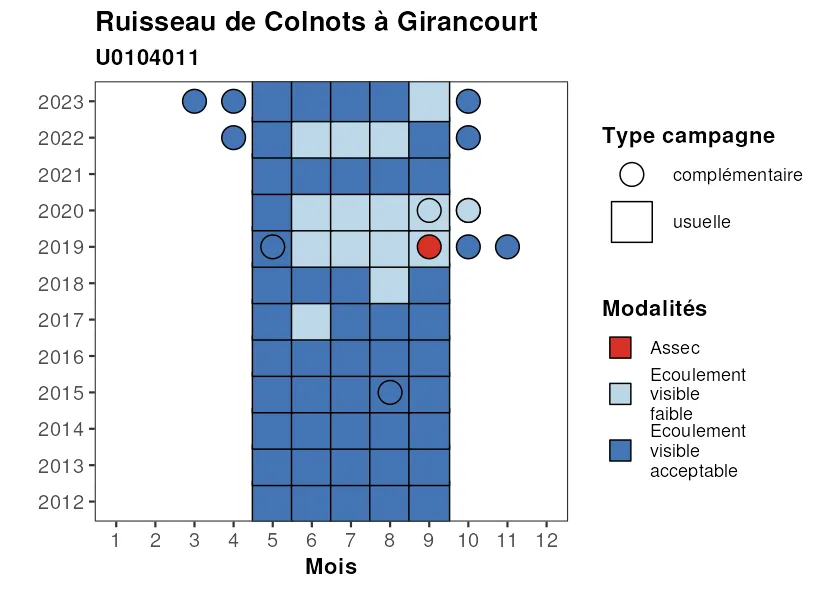 Ruisseau de Colnots à Girancourt
U0104011
2023
2022
2021
2020
2019
2018
2017
2016
2015
2014
2013
2012
1 2 3 4 5 6 7 8 9 10 11 12
Mois
Type campagne
complémentaire
usuelle
Modalités
Assec
Ecoulement
visible
faible
Ecoulement
visible
acceptable